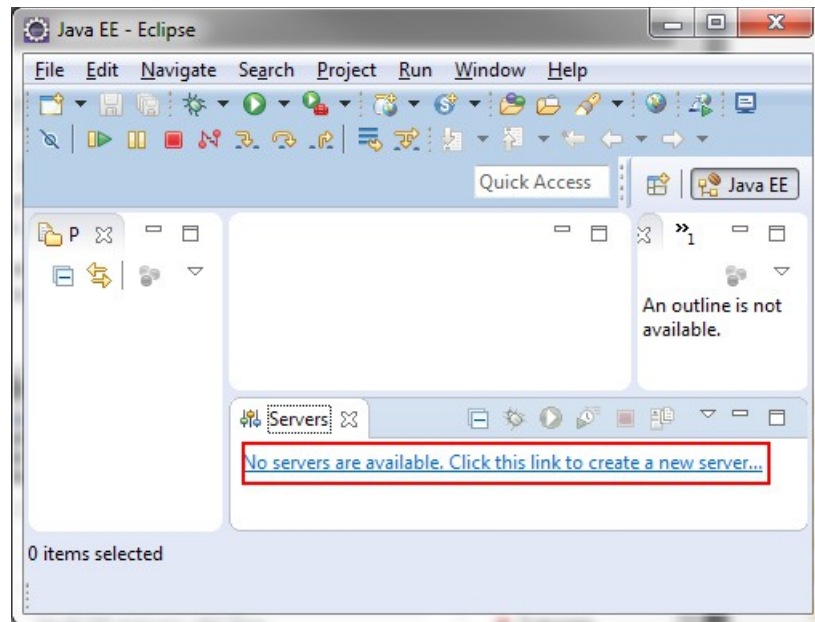 Java EE - Eclipse
File Edit Navigate Search Project Run Window Help
Quick Access
Java EE
P
»1
An outline is not
available.
Servers
No servers are available. Click this link to create a new server...
0 items selected